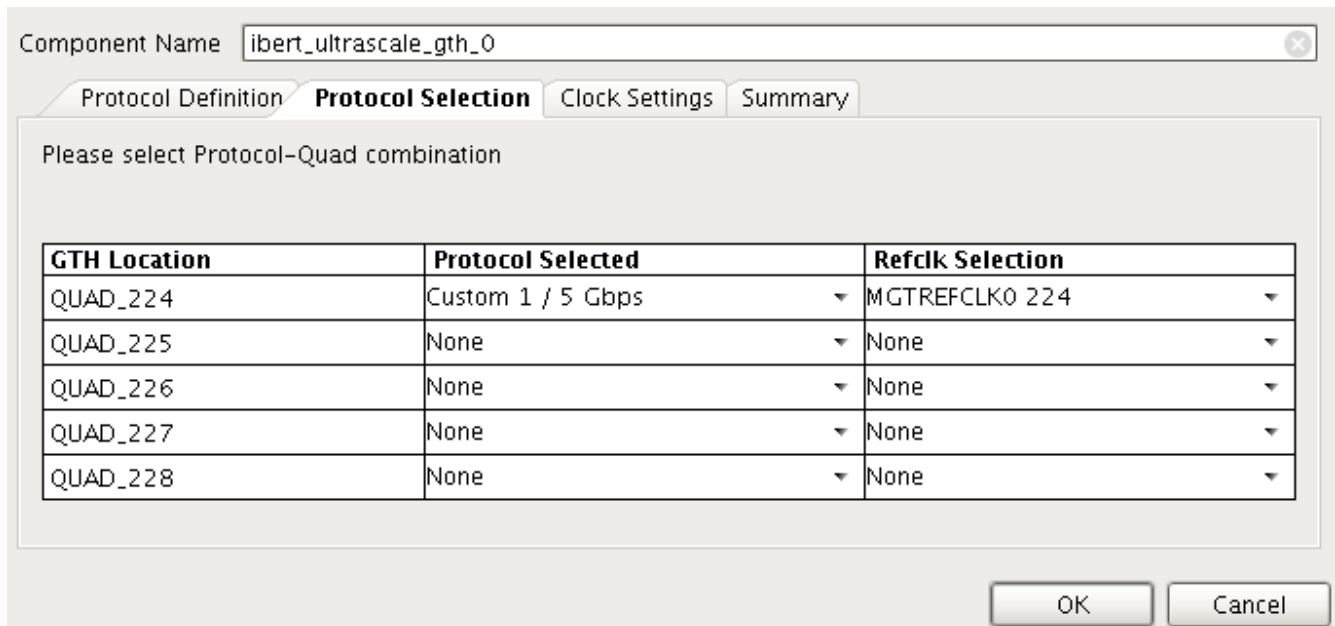 Component Name ibert_ultrascale_gth_0
Protocol Definition Protocol Selection Clock Settings Summary
Please select Protocol-Quad combination
GTH Location Protocol Selected Refclk Selection
QUAD_224 Custom 1 / 5 Gbps MGTREFCLK0 224
QUAD_225 None None
QUAD_226 None None
QUAD_227 None None
QUAD_228 None None
OK Cancel